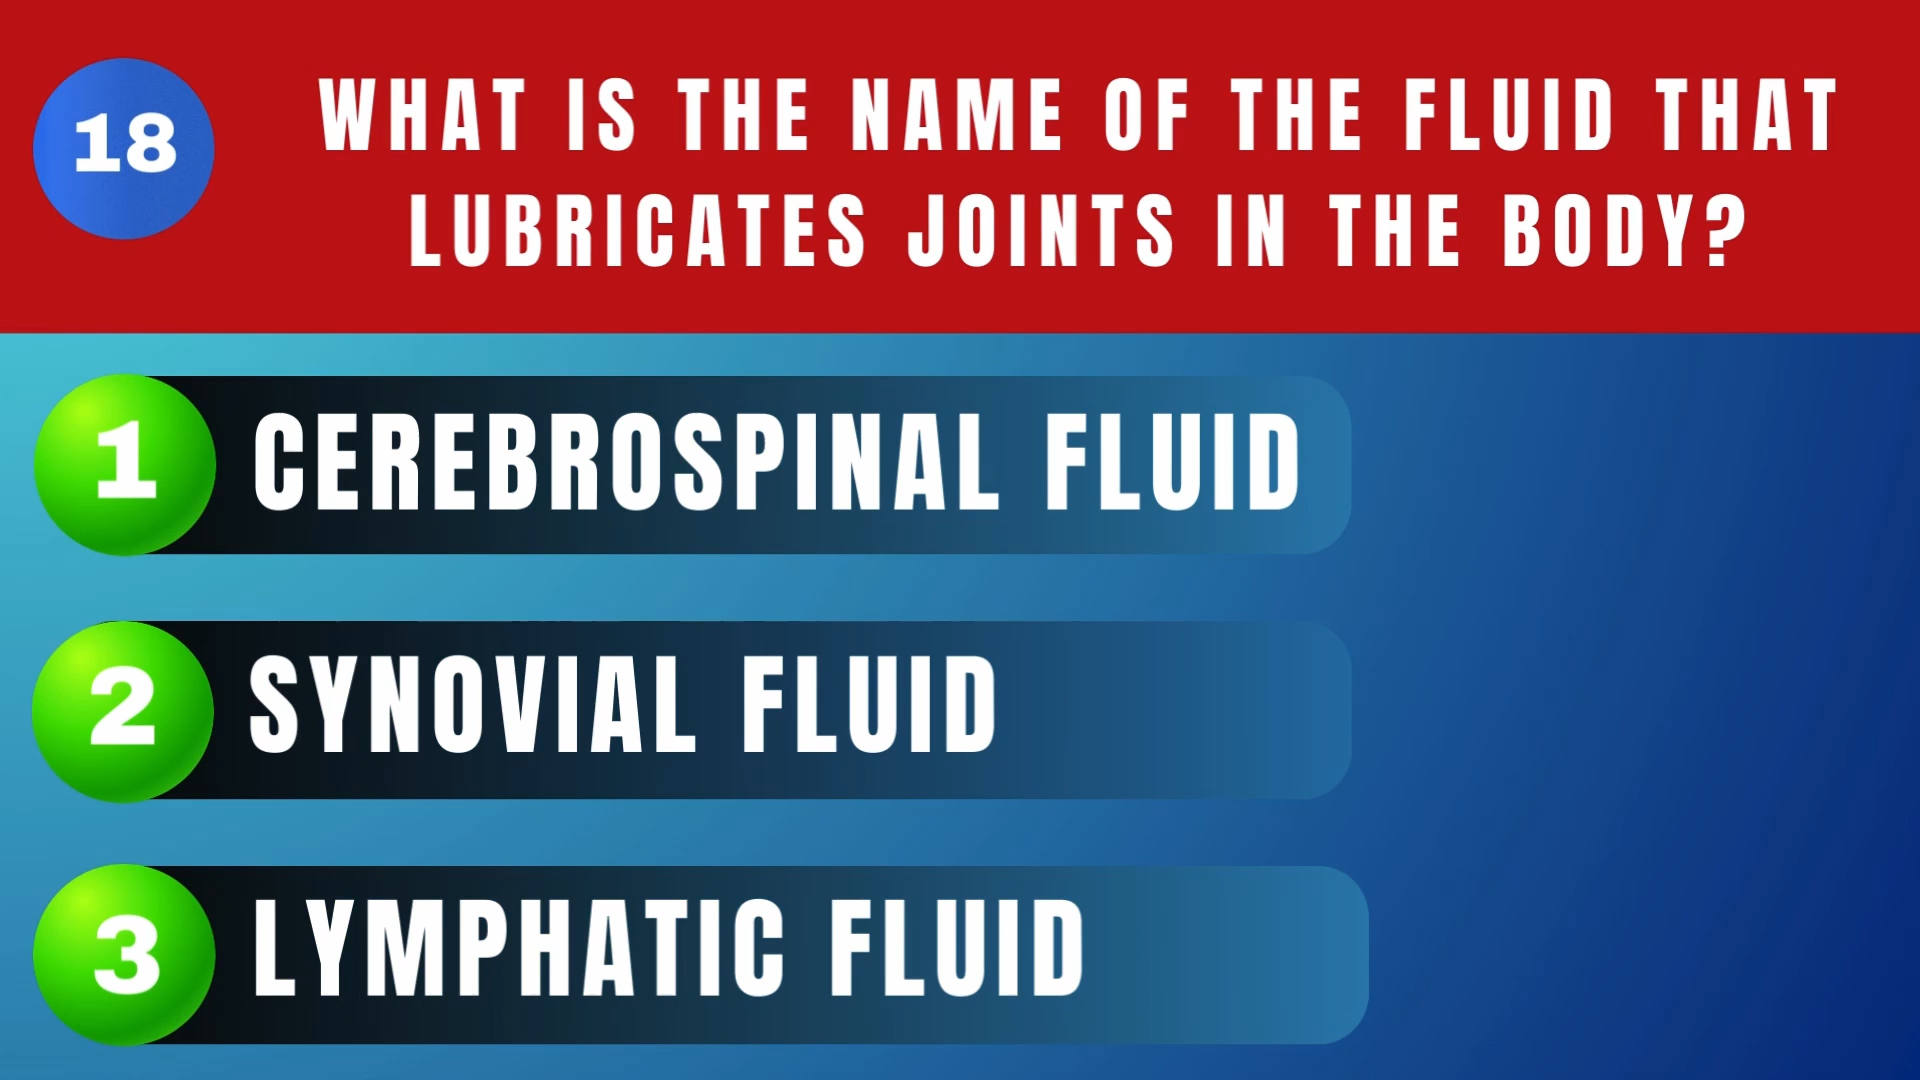 18
WHAT IS THE NAME OF THE FLUID THAT
LUBRICATES JOINTS IN THE BODY?
1 CEREBROSPINAL FLUID
2 SYNOVIAL FLUID
3 LYMPHATIC FLUID